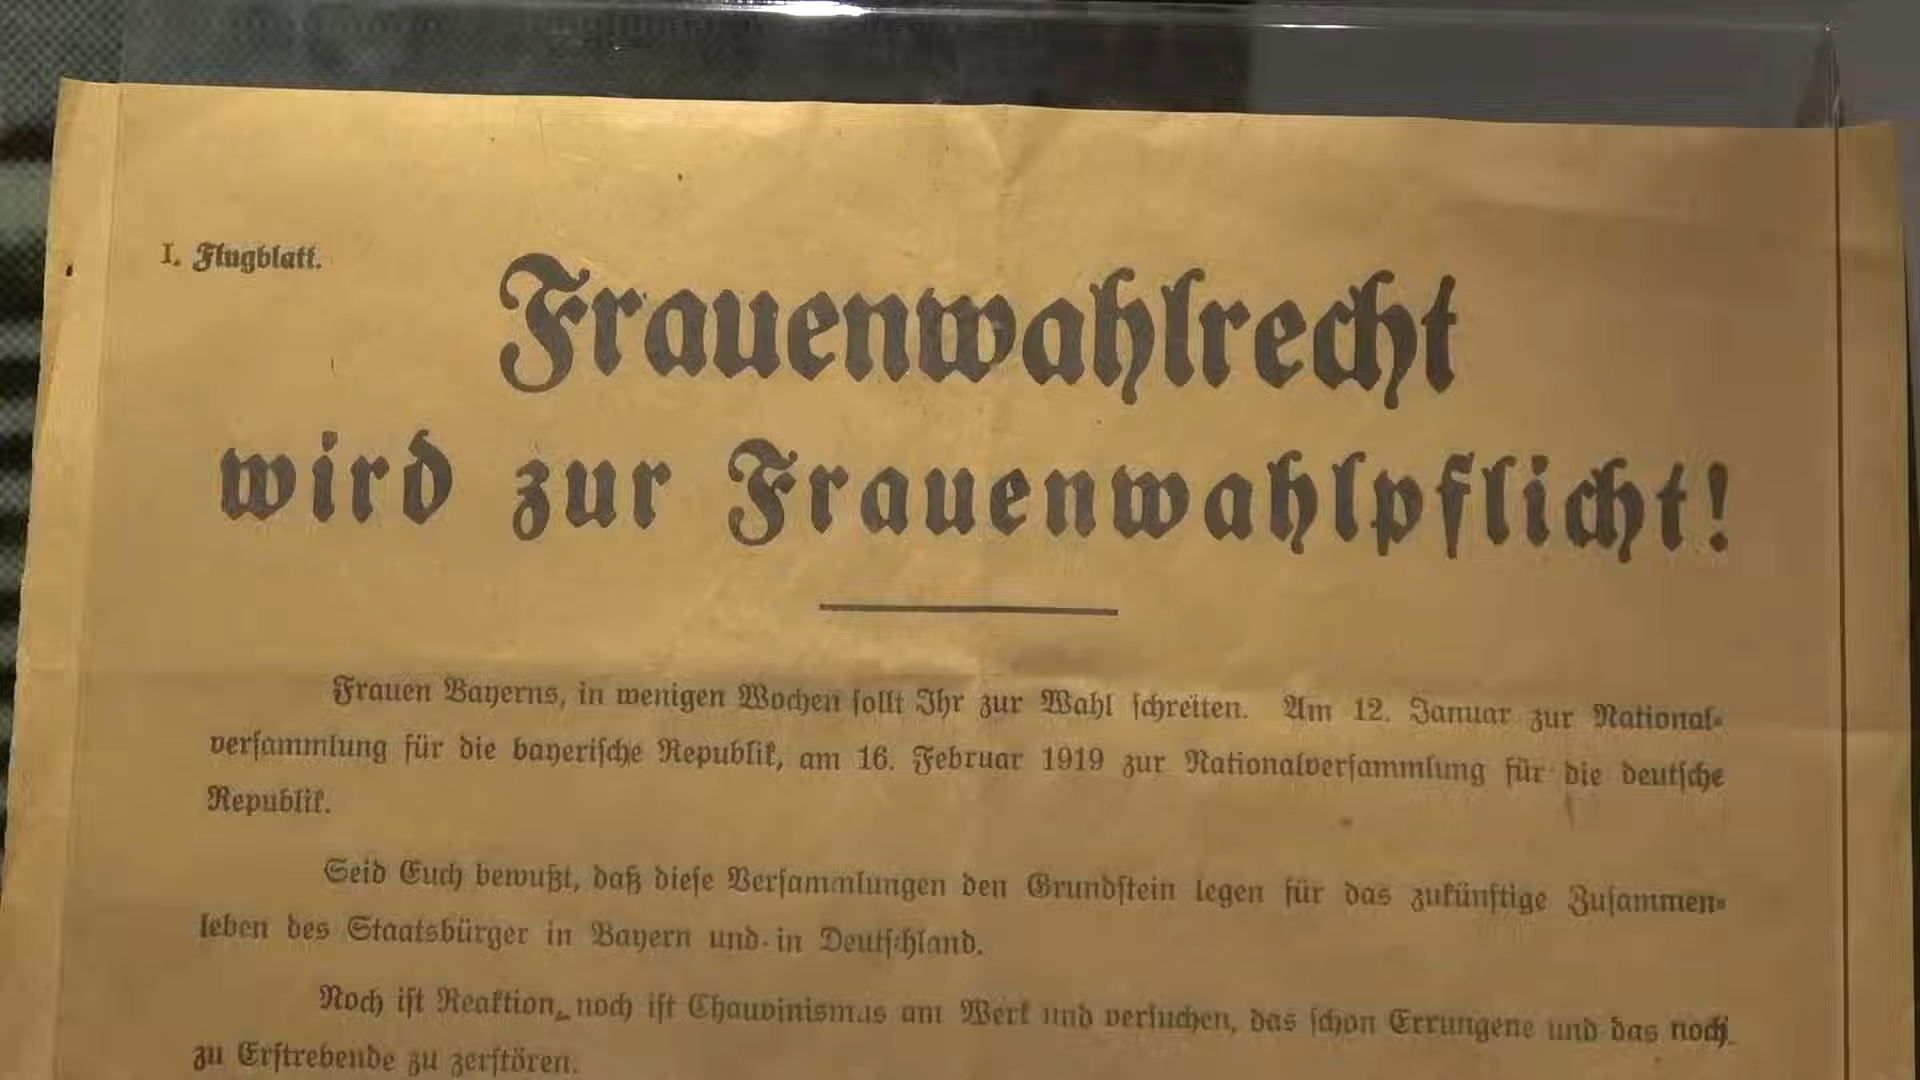 I. Flugblatt.
Frauenwahlrecht
wird zur Frauenwahlpflicht!
Frauen Bayerns, in wenigen Wochen sollt Ihr zur Wahl schreiten. Am 12. Januar zur National-
versammlung für die bayerische Republik, am 16. Februar 1919 zur Nationalversammlung für die deutsche
Republik.
Seid Euch bewußt, daß diese Versammlungen den Grundstein legen für das zukünftige Zusammen-
leben des Staatsbürger in Bayern und in Deutschland.
Noch ist Reaktion, noch ist Chauvinismus am Werk und versuchen, das schon Errungene und das noch
zu Erstrebende zu zerstören.